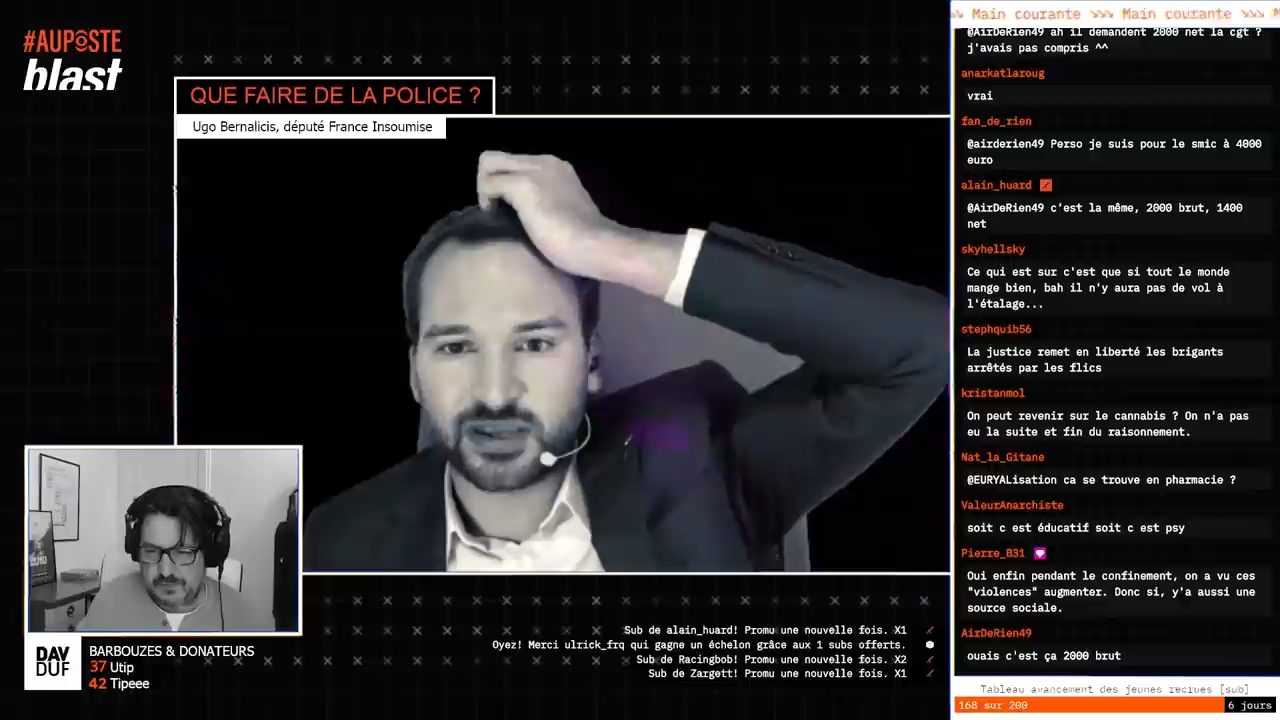 #AUPOSTE
blast
QUE FAIRE DE LA POLICE ?
Ugo Bernalicis, député France Insoumise
DAV
DUF
BARBOUZES & DONATEURS
37 Utip
42 Tipeee
Sub de alain_huard! Promu une nouvelle fois. X1
Oyez! Merci ulrick_frq qui gagne un échelon grâce aux 1 subs offerts.
Sub de Racingbob! Promu une nouvelle fois. X2
Sub de Zargett! Promu une nouvelle fois. X1
Main courante >>> Main courante >>> M
@AirDeRien49 ah il demandent 2000 net la cgt ?
j'avais pas compris ^^
anarkatlaroug
vrai
fan_de_rien
@airderien49 Perso je suis pour le smic à 4000
euro
alain_huard
@AirDeRien49 c'est la même, 2000 brut, 1400
net
skyhellsky
Ce qui est sur c'est que si tout le monde
mange bien, bah il n'y aura pas de vol à
l'étalage...
stephquib56
La justice remet en liberté les brigants
arrêtés par les flics
kristanmol
On peut revenir sur le cannabis ? On n'a pas
eu la suite et fin du raisonnement.
Nat_la_Gitane
@EURYALisation ca se trouve en pharmacie ?
ValeurAnarchiste
soit c est éducatif soit c est psy
Pierre_B31
Oui enfin pendant le confinement, on a vu ces
"violences" augmenter. Donc si, y'a aussi une
source sociale.
AirDeRien49
ouais c'est ça 2000 brut
Tableau avancement des jeunes recrues [sub]
168 sur 200
6 jours